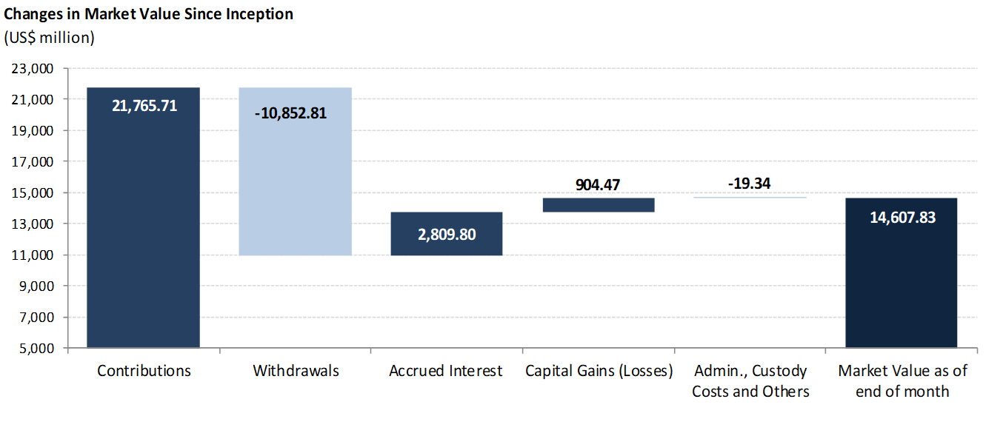 Changes in Market Value Since Inception
(US$ million)
23,000
21,000
19,000
17,000
15,000
13,000
11,000
9,000
7,000
5,000
21,765.71
-10,852.81
2,809.80
904.47
-19.34
14,607.83
Contributions
Withdrawals
Accrued Interest
Capital Gains (Losses)
Admin., Custody
Costs and Others
Market Value as of
end of month